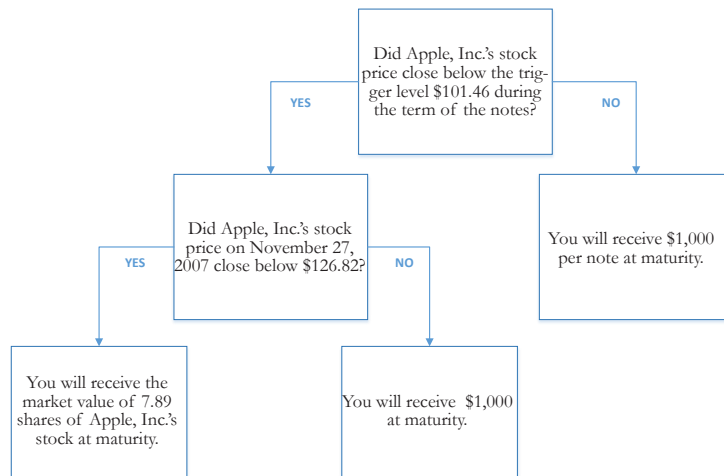 Did Apple, Inc.'s stock
price close below the trig-
ger level $101.46 during
the term of the notes?
YES
NO
Did Apple, Inc.'s stock
price on November 27,
2007 close below $126.82?
You will receive $1,000
per note at maturity.
YES
NO
You will receive the
market value of 7.89
shares of Apple, Inc.'s
stock at maturity.
You will receive $1,000
at maturity.